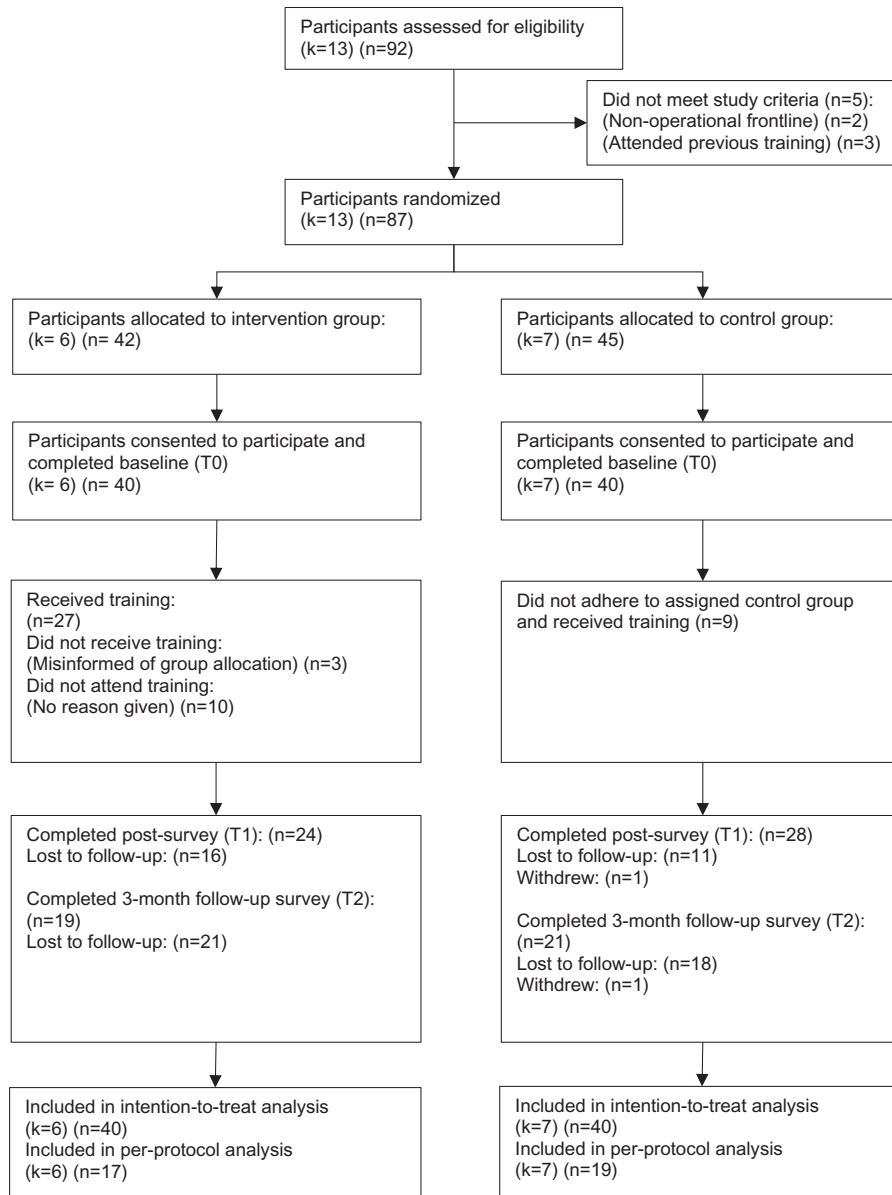 Participants assessed for eligibility
(k=13) (n=92)
Did not meet study criteria (n=5):
(Non-operational frontline) (n=2)
(Attended previous training) (n=3)
Participants randomized
(k=13) (n=87)
Participants allocated to intervention group:
(k= 6) (n= 42)
Participants allocated to control group:
(k=7) (n= 45)
Participants consented to participate and
completed baseline (T0)
(k= 6) (n= 40)
Participants consented to participate and
completed baseline (T0)
(k=7) (n= 40)
Received training:
(n=27)
Did not receive training:
(Misinformed of group allocation) (n=3)
Did not attend training:
(No reason given) (n=10)
Did not adhere to assigned control group
and received training (n=9)
Completed post-survey (T1): (n=24)
Lost to follow-up: (n=16)
Completed 3-month follow-up survey (T2):
(n=19)
Lost to follow-up: (n=21)
Completed post-survey (T1): (n=28)
Lost to follow-up: (n=11)
Withdrew: (n=1)
Completed 3-month follow-up survey (T2):
(n=21)
Lost to follow-up: (n=18)
Withdrew: (n=1)
Included in intention-to-treat analysis
(k=6) (n=40)
Included in per-protocol analysis
(k=6) (n=17)
Included in intention-to-treat analysis
(k=7) (n=40)
Included in per-protocol analysis
(k=7) (n=19)